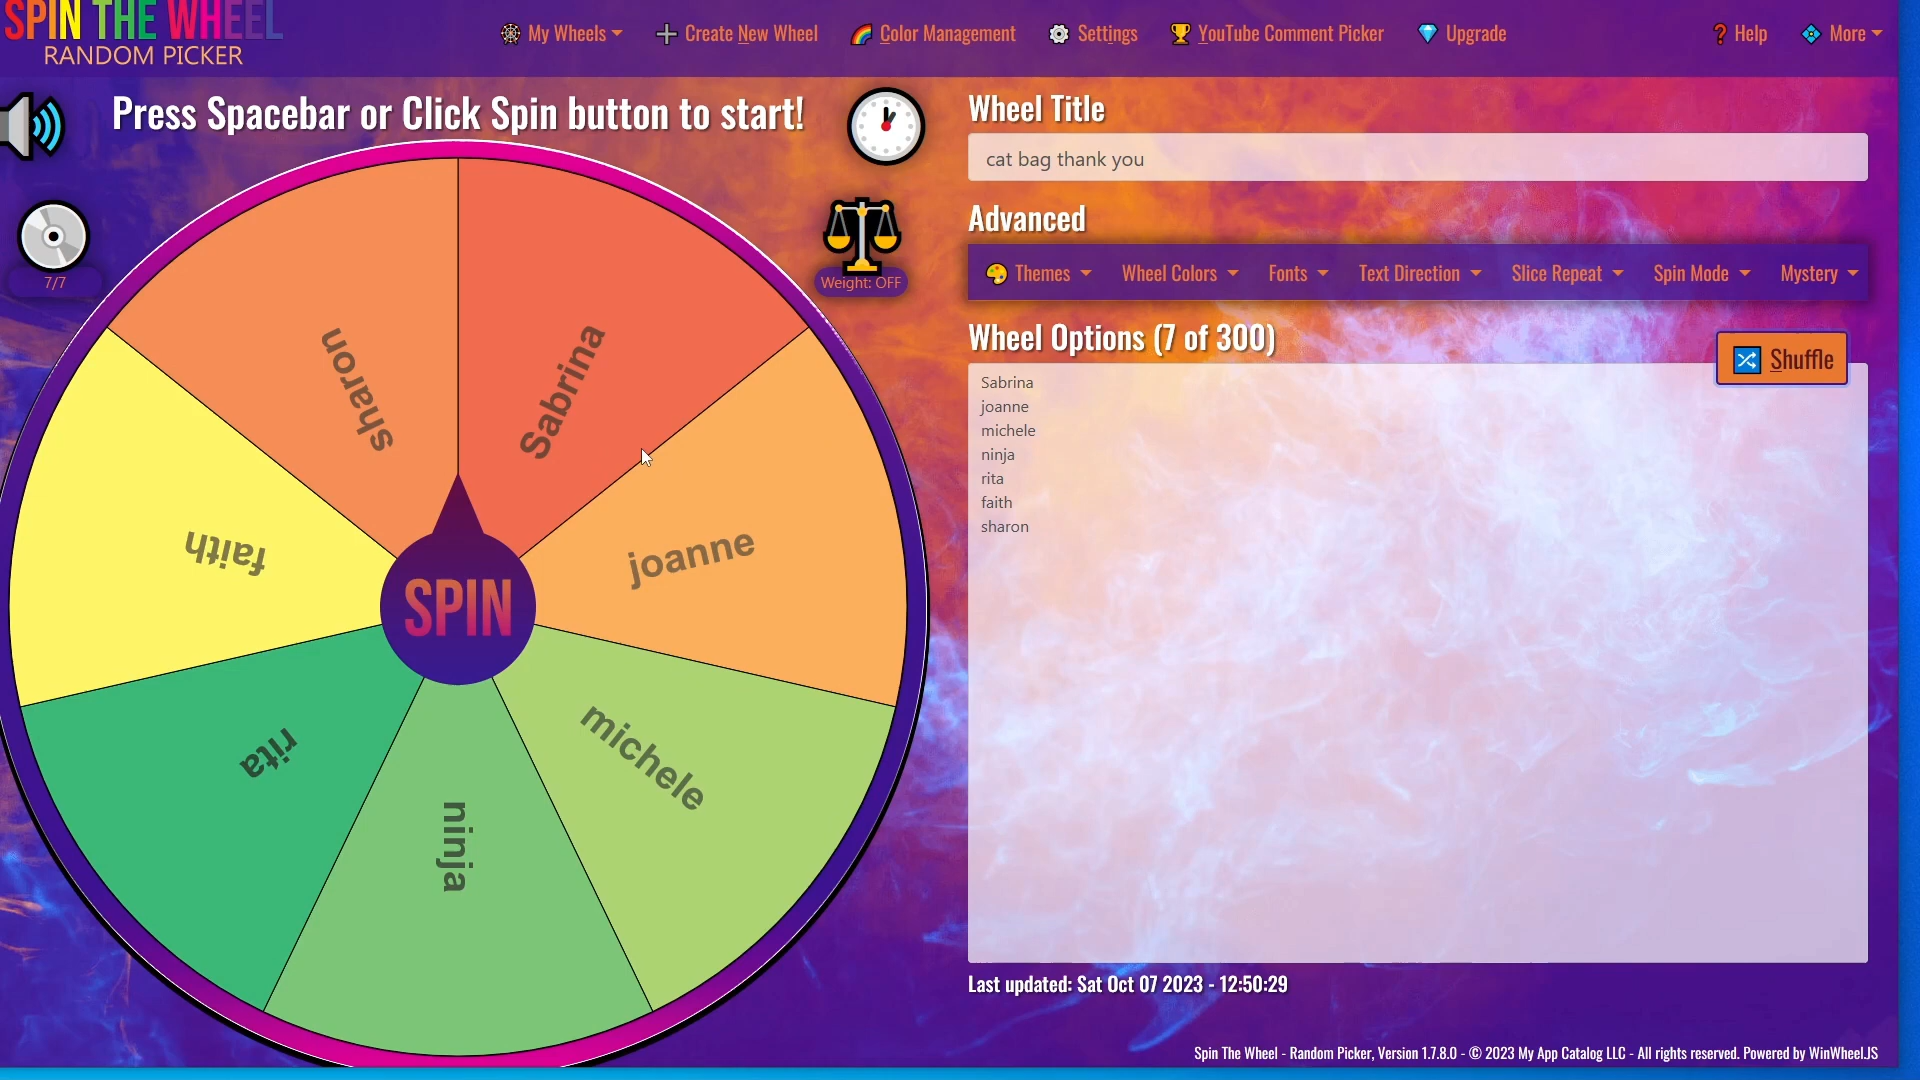 SPIN THE WHEEL
RANDOM PICKER
My Wheels
Create New Wheel
Color Management
Settings
YouTube Comment Picker
Upgrade
Help
More
Press Spacebar or Click Spin button to start!
7/7
Weight: OFF
sharon
Sabrina
joanne
michele
ninja
rita
faith
SPIN
Wheel Title
cat bag thank you
Advanced
Themes
Wheel Colors
Fonts
Text Direction
Slice Repeat
Spin Mode
Mystery
Wheel Options (7 of 300)
Shuffle
Sabrina
joanne
michele
ninja
rita
faith
sharon
Last updated: Sat Oct 07 2023 - 12:50:29
Spin The Wheel - Random Picker, Version 1.7.8.0 - © 2023 My App Catalog LLC - All rights reserved. Powered by WinWheel.JS